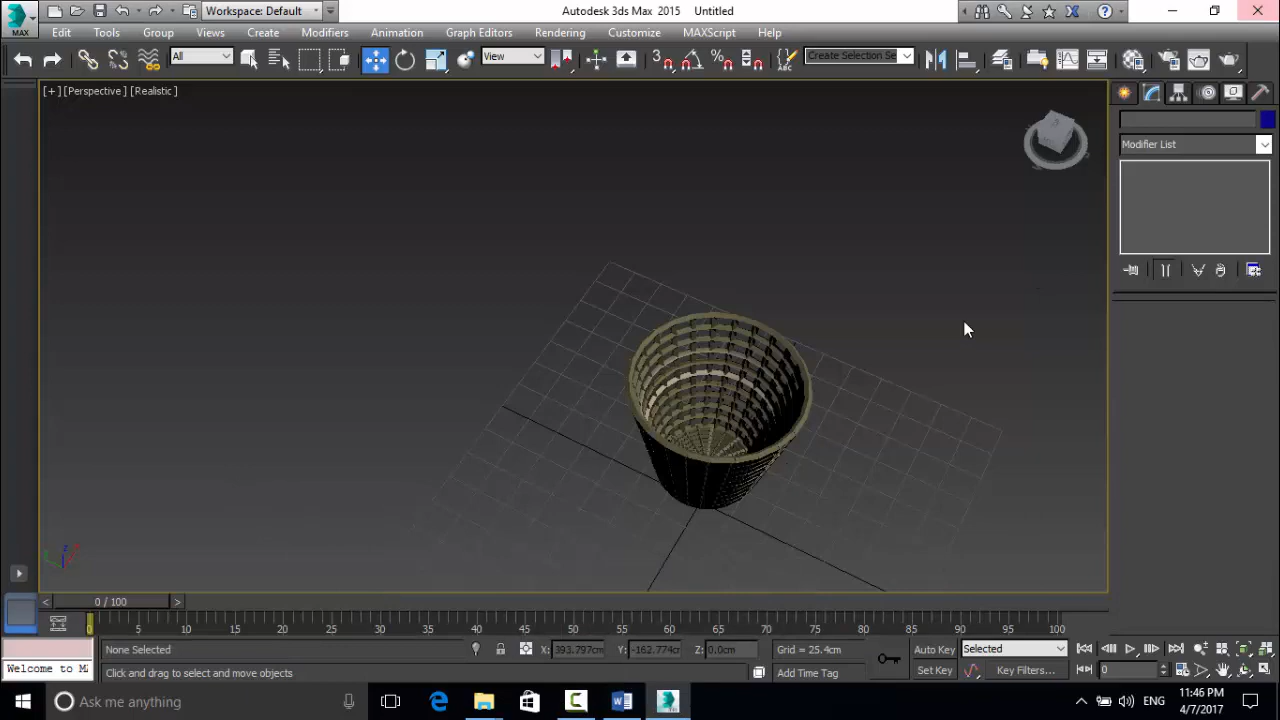 MAX
Workspace: Default
Autodesk 3ds Max 2015 Untitled
Edit Tools Group Views Create Modifiers Animation Graph Editors Rendering Customize MAXScript Help
All
View
3
Create Selection Se
[+] [Perspective] [Realistic]
Modifier List
z
0 / 100
0 5 10 15 20 25 30 35 40 45 50 55 60 65 70 75 80 85 90 95 100
None Selected
X: 393.797cm Y: -162.774cm Z: 0.0cm Grid = 25.4cm
Auto Key Selected
Welcome to M
Click and drag to select and move objects
Add Time Tag
Set Key Key Filters...
0
Ask me anything
ENG
11:46 PM
4/7/2017